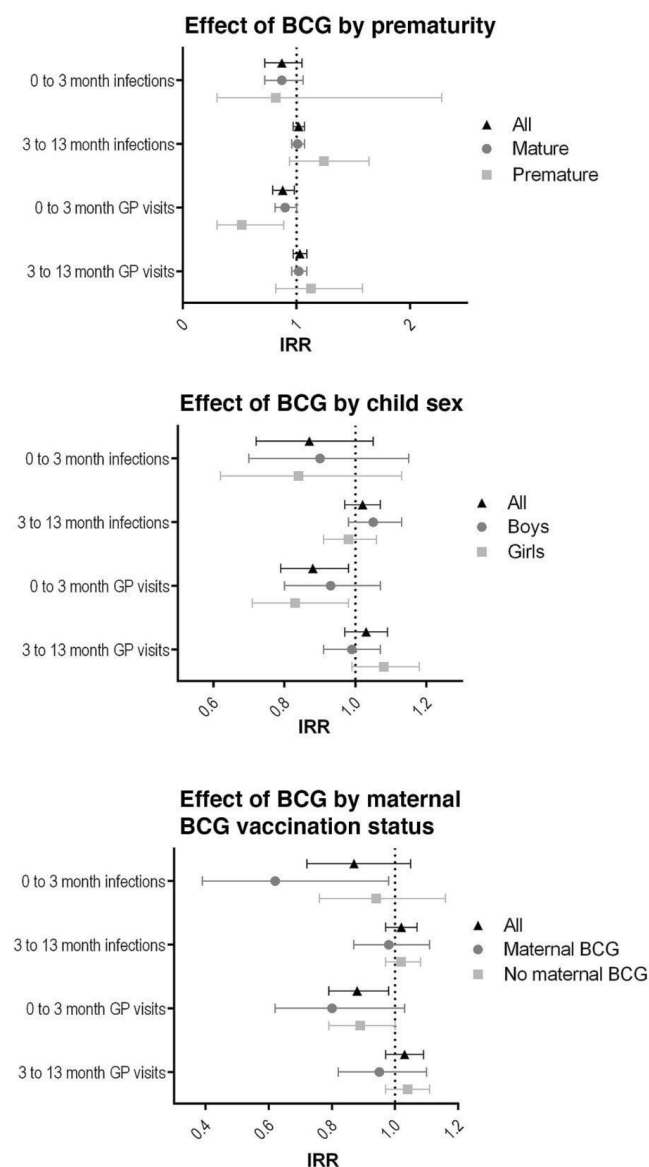 Effect of BCG by prematurity
0 to 3 month infections
3 to 13 month infections
0 to 3 month GP visits
3 to 13 month GP visits
All
Mature
Premature
0
1
2
IRR
Effect of BCG by child sex
0 to 3 month infections
3 to 13 month infections
0 to 3 month GP visits
3 to 13 month GP visits
All
Boys
Girls
0.6
0.8
1.0
1.2
IRR
Effect of BCG by maternal
BCG vaccination status
0 to 3 month infections
3 to 13 month infections
0 to 3 month GP visits
3 to 13 month GP visits
All
Maternal BCG
No maternal BCG
0.4
0.6
0.8
1.0
1.2
IRR